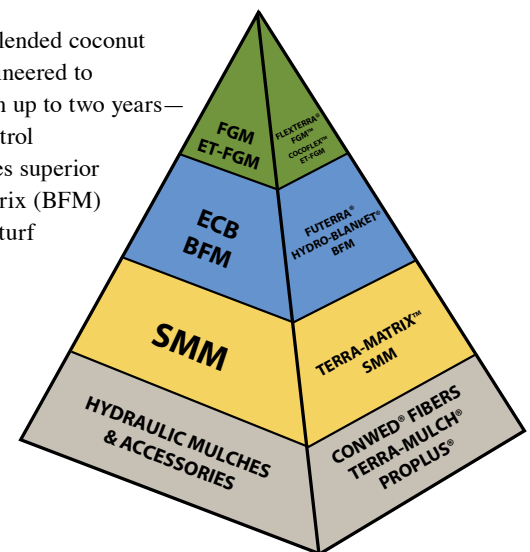 lended coconut
ineered to
n up to two years—
trol
es superior
trix (BFM)
turf
FGM
ET-FGM
FLEXTERRA®
FGM™
COCOFLEX™
ET-FGM
ECB
BFM
FUTERRA®
HYDRO-BLANKET®
BFM
SMM
TERRA-MATRIX™
SMM
HYDRAULIC MULCHES
& ACCESSORIES
CONWED® FIBERS
TERRA-MULCH®
PROPLUS®